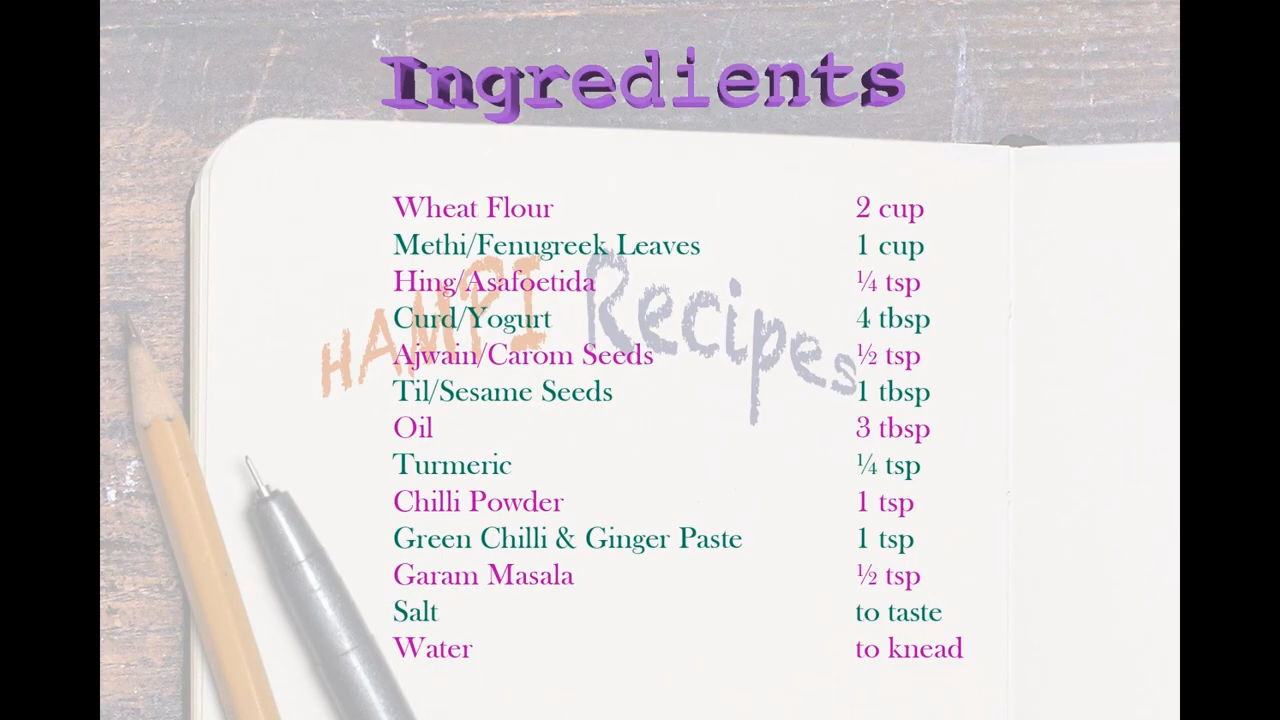 Ingredients
Wheat Flour 2 cup
Methi/Fenugreek Leaves 1 cup
Hing/Asafoetida ¼ tsp
Curd/Yogurt 4 tbsp
Ajwain/Carom Seeds ½ tsp
Til/Sesame Seeds 1 tbsp
Oil 3 tbsp
Turmeric ¼ tsp
Chilli Powder 1 tsp
Green Chilli & Ginger Paste 1 tsp
Garam Masala ½ tsp
Salt to taste
Water to knead
HAMPI Recipes